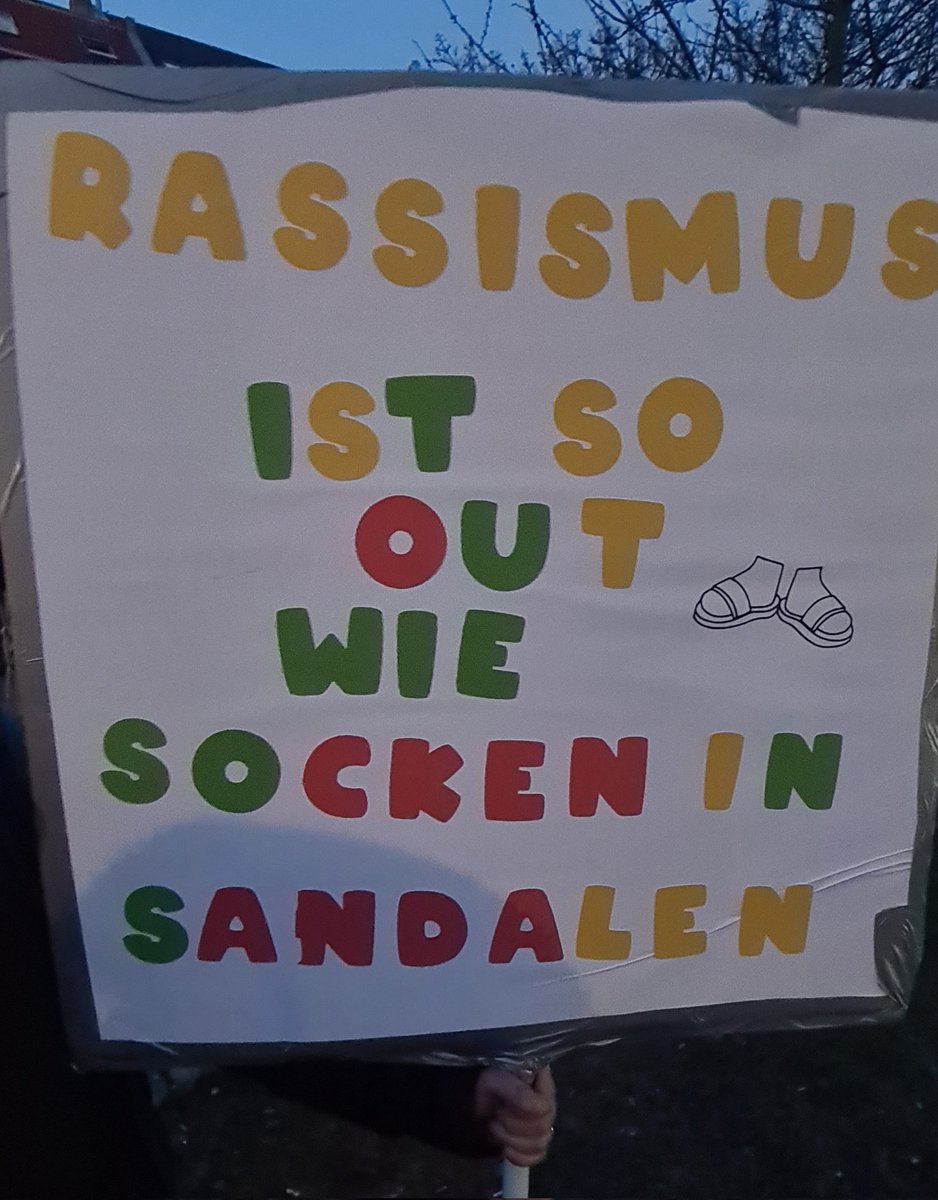 RASSISMUS
IST SO
OUT
WIE
SOCKEN IN
SANDALEN